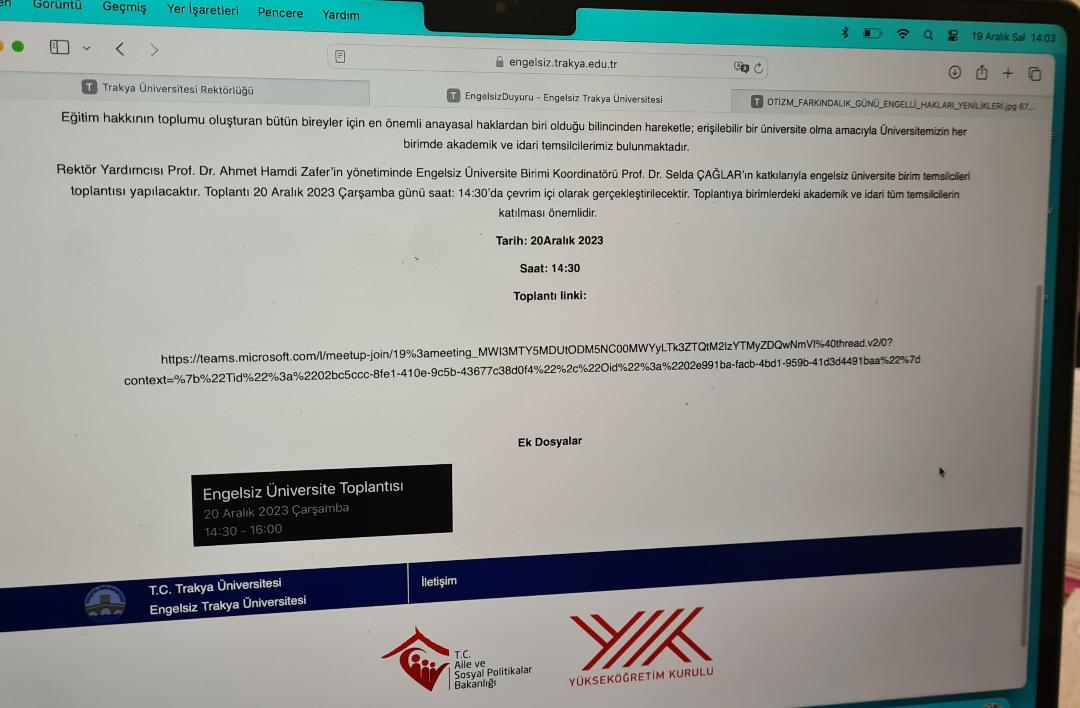 Görüntü Geçmiş Yer İşaretleri Pencere Yardım
19 Aralık Sal 14:03
engelsiz.trakya.edu.tr
T Trakya Üniversitesi Rektörlüğü
T EngelsizDuyuru - Engelsiz Trakya Üniversitesi
T OTİZM_FARKINDALIK_GÜNÜ_ENGELLİ_HAKLARI_YENİLİKLERİ.jpg 67...
Eğitim hakkının toplumu oluşturan bütün bireyler için en önemli anayasal haklardan biri olduğu bilincinden hareketle; erişilebilir bir üniversite olma amacıyla Üniversitemizin her
birimde akademik ve idari temsilcilerimiz bulunmaktadır.
Rektör Yardımcısı Prof. Dr. Ahmet Hamdi Zafer'in yönetiminde Engelsiz Üniversite Birimi Koordinatörü Prof. Dr. Selda ÇAĞLAR'ın katkılarıyla engelsiz üniversite birim temsilcileri
toplantısı yapılacaktır. Toplantı 20 Aralık 2023 Çarşamba günü saat: 14:30'da çevrim içi olarak gerçekleştirilecektir. Toplantıya birimlerdeki akademik ve idari tüm temsilcilerin
katılması önemlidir.
Tarih: 20Aralık 2023
Saat: 14:30
Toplantı linki:
https://teams.microsoft.com/l/meetup-join/19%3ameeting_MWI3MTY5MDUtODM5NC00MWYyLTk3ZTQtM2IzYTMyZDQwNmVl%40thread.v2/0?
context=%7b%22Tid%22%3a%2202bc5ccc-8fe1-410e-9c5b-43677c38d0f4%22%2c%22Oid%22%3a%2202e991ba-facb-4bd1-959b-41d3d4491baa%22%7d
Ek Dosyalar
Engelsiz Üniversite Toplantısı
20 Aralık 2023 Çarşamba
14:30 - 16:00
T.C. Trakya Üniversitesi
Engelsiz Trakya Üniversitesi
İletişim
T.C.
Aile ve
Sosyal Politikalar
Bakanlığı
YÜKSEKÖĞRETİM KURULU